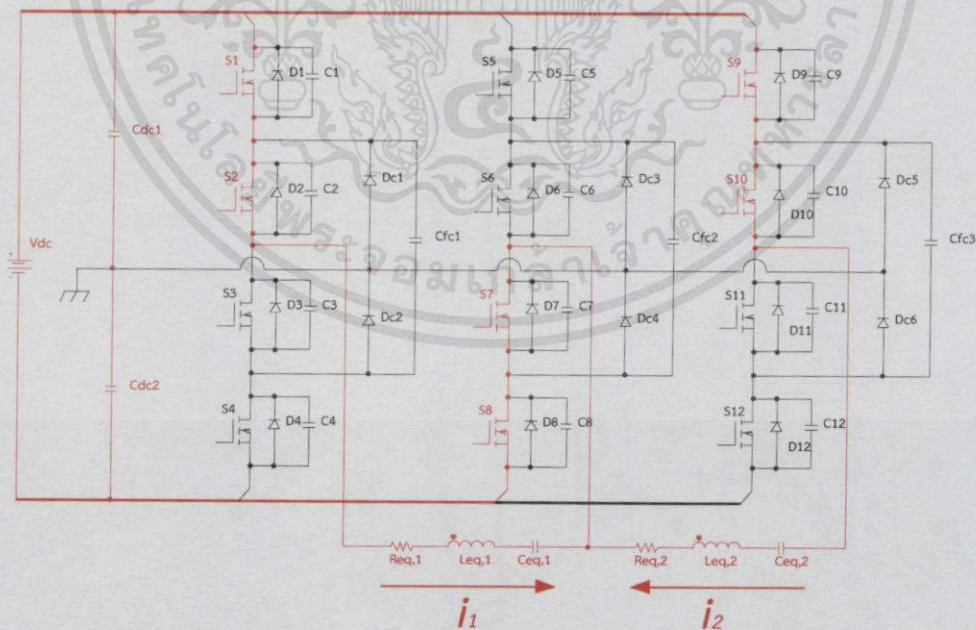 S1
D1
C1
S5
D5
C5
S9
D9
C9
Cdc1
S2
D2
C2
Dc1
S6
D6
C6
Dc3
S10
D10
C10
Dc5
Vdc
Cfc1
Cfc2
Cfc3
S3
D3
C3
Dc2
S7
D7
C7
Dc4
S11
D11
C11
Dc6
Cdc2
S4
D4
C4
S8
D8
C8
S12
D12
C12
Req,1
Leq,1
Ceq,1
Req,2
Leq,2
Ceq,2
i1
i2